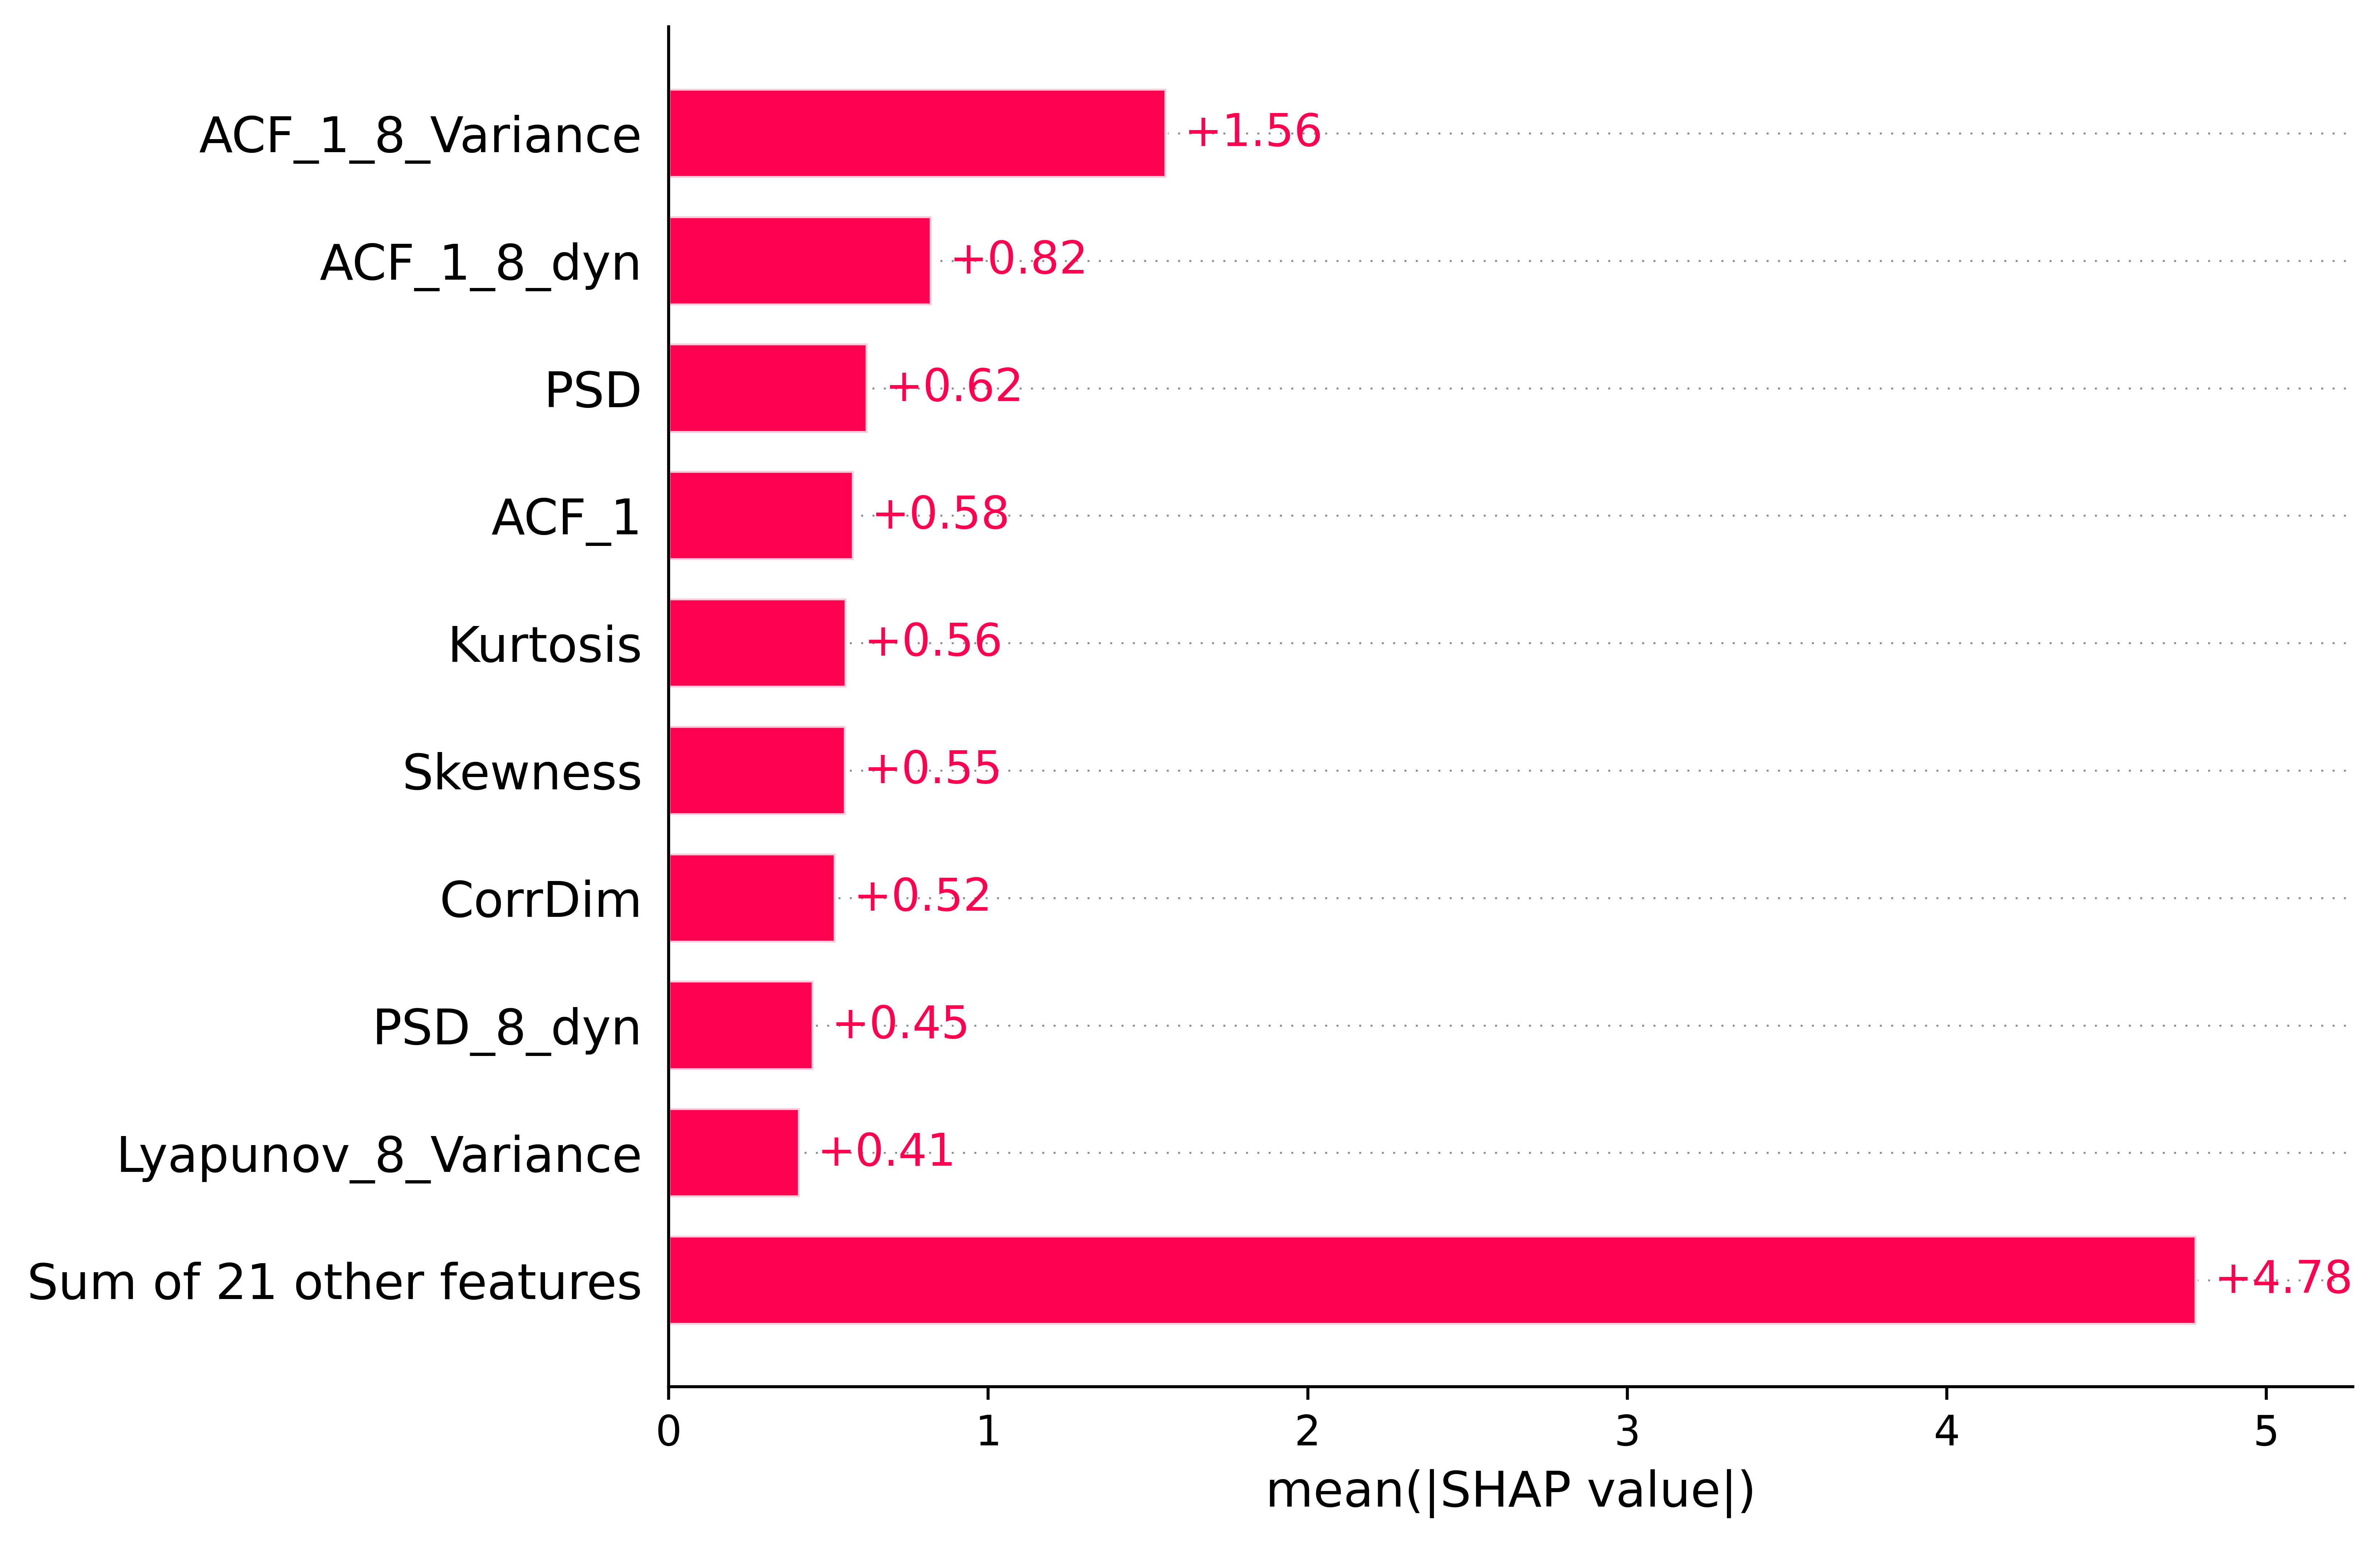 ACF_1_8_Variance +1.56
ACF_1_8_dyn +0.82
PSD +0.62
ACF_1 +0.58
Kurtosis +0.56
Skewness +0.55
CorrDim +0.52
PSD_8_dyn +0.45
Lyapunov_8_Variance +0.41
Sum of 21 other features +4.78
0 1 2 3 4 5
mean(|SHAP value|)